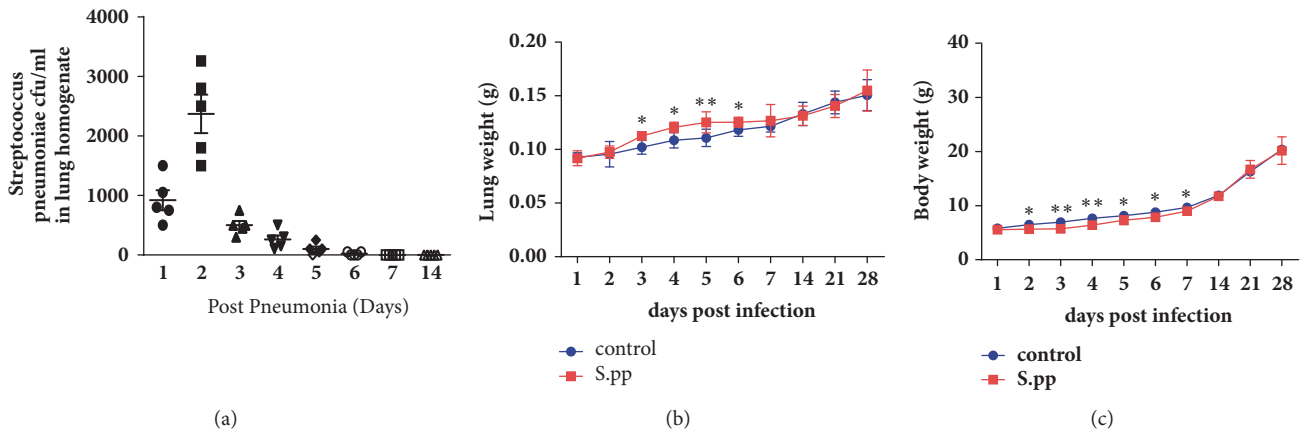 Streptococcus
pneumoniae cfu/ml
in lung homogenate
4000
3000
2000
1000
0
1 2 3 4 5 6 7 14
Post Pneumonia (Days)
(a)
Lung weight (g)
0.20
0.15
0.10
0.05
0.00
* * ** *
1 2 3 4 5 6 7 14 21 28
days post infection
control
S.pp
(b)
Body weight (g)
40
30
20
10
0
* ** ** * * *
1 2 3 4 5 6 7 14 21 28
days post infection
control
S.pp
(c)